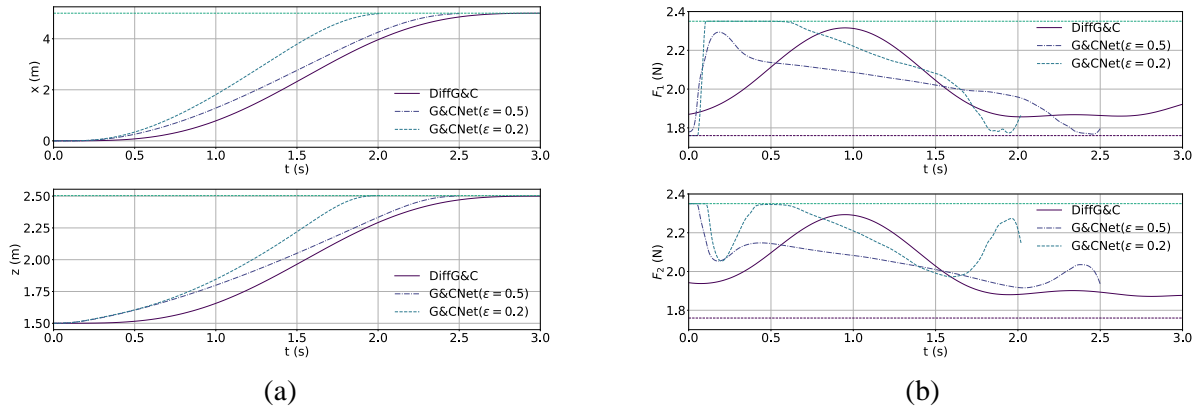 x (m)
4
2
0
DiffG&C
G&CNet(ε = 0.5)
G&CNet(ε = 0.2)
0.0 0.5 1.0 1.5 2.0 2.5 3.0
t (s)
z (m)
2.50
2.25
2.00
1.75
1.50
DiffG&C
G&CNet(ε = 0.5)
G&CNet(ε = 0.2)
0.0 0.5 1.0 1.5 2.0 2.5 3.0
t (s)
(a)
F₁ (N)
2.4
2.2
2.0
1.8
DiffG&C
G&CNet(ε = 0.5)
G&CNet(ε = 0.2)
0.0 0.5 1.0 1.5 2.0 2.5 3.0
t (s)
F₂ (N)
2.4
2.2
2.0
1.8
DiffG&C
G&CNet(ε = 0.5)
G&CNet(ε = 0.2)
0.0 0.5 1.0 1.5 2.0 2.5 3.0
t (s)
(b)